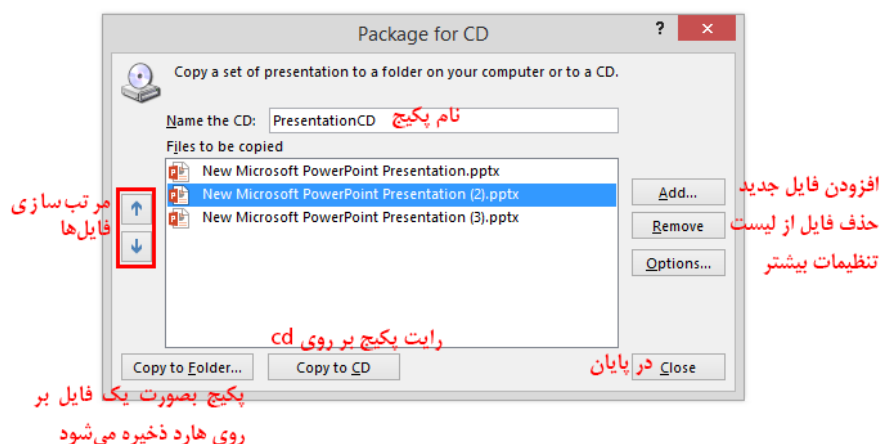 Package for CD
?
Copy a set of presentation to a folder on your computer or to a CD.
Name the CD: PresentationCD نام پکیج
Files to be copied
New Microsoft PowerPoint Presentation.pptx
New Microsoft PowerPoint Presentation (2).pptx
New Microsoft PowerPoint Presentation (3).pptx
مرتب‌سازی
فایل‌ها
Add... افزودن فایل جدید
Remove حذف فایل از لیست
Options... تنظیمات بیشتر
رایت پکیج بر روی cd
Copy to Folder...
Copy to CD
در پایان Close
پکیج بصورت یک فایل بر
روی هارد ذخیره می‌شود